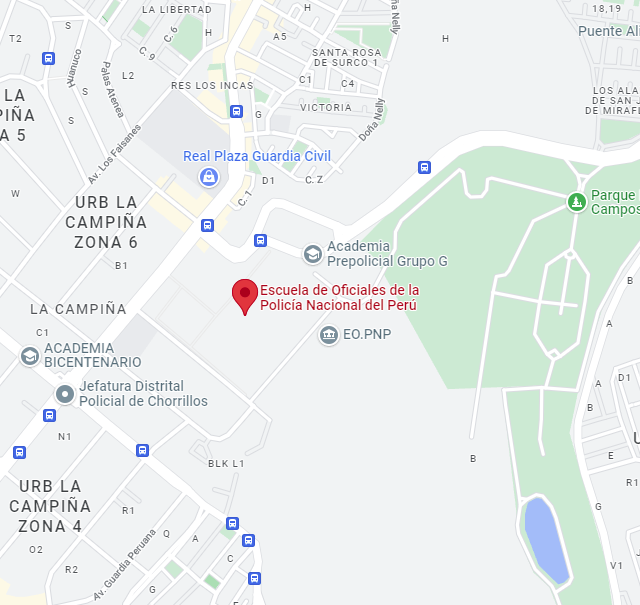 LA LIBERTAD
T2
S
C. 6
C. 9
Huancuco
Palas Atenea
L2
S
A5
SANTA ROSA
DE SURCO 1
C1
C4
VICTORIA
G
Doña Nelly
H
18,19
LOS ALA
DE SAN J
DE MIRAFL
RES LOS INCAS
LA
PIÑA
A 5
S
W
Av. Los Faisanes
Real Plaza Guardia Civil
D1
C. Z
C. 1
Parque
Campos
URB LA
CAMPIÑA
ZONA 6
B1
Academia
Prepolicial Grupo G
Escuela de Oficiales de la
Policía Nacional del Perú
EO.PNP
LA CAMPIÑA
C1
ACADEMIA
BICENTENARIO
Jefatura Distrital
Policial de Chorrillos
B
A
A
D1
B
N1
BLK L1
B
E
R1
G
URB LA
CAMPIÑA
ZONA 4
R1
Q
A
O2
R2
Av. Guardia Peruana
C
G
V1